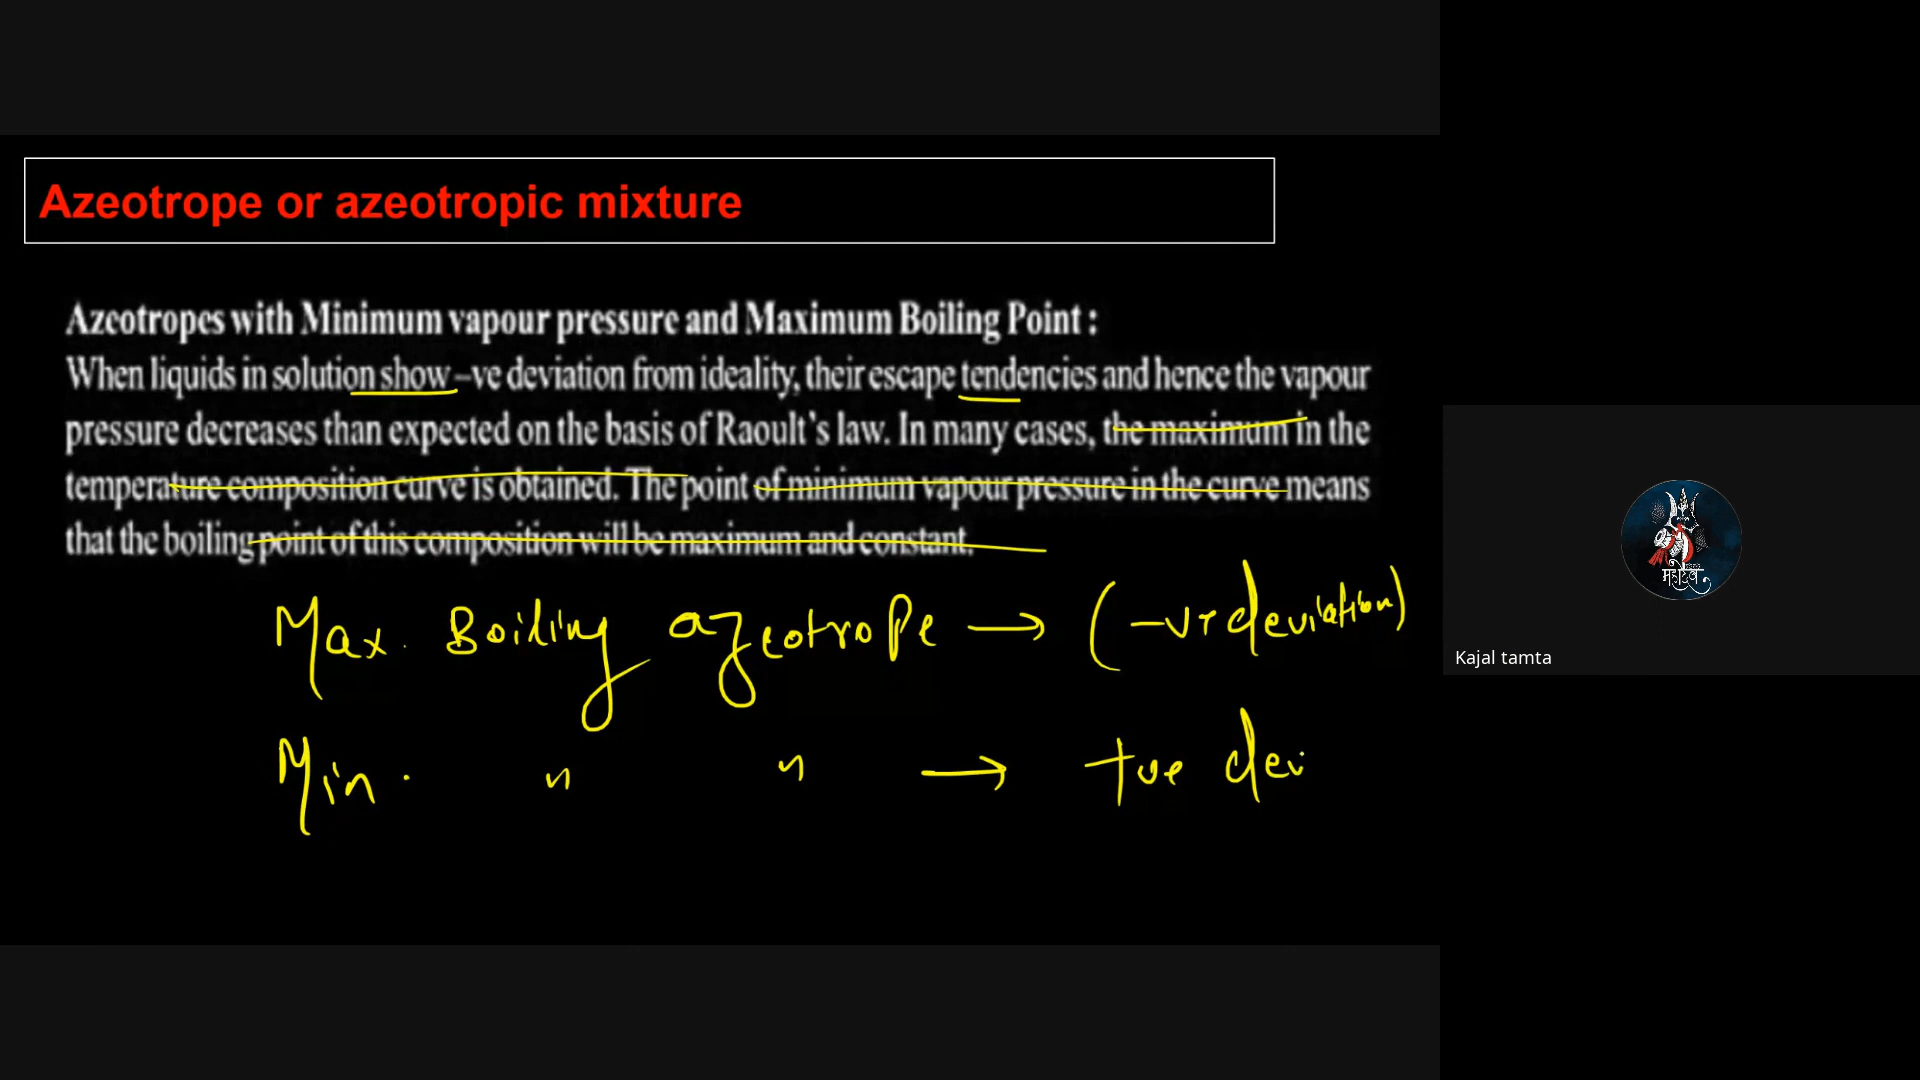 Azeotrope or azeotropic mixture
Azeotropes with Minimum vapour pressure and Maximum Boiling Point :
When liquids in solution show –ve deviation from ideality, their escape tendencies and hence the vapour
pressure decreases than expected on the basis of Raoult's law. In many cases, the maximum in the
temperature composition curve is obtained. The point of minimum vapour pressure in the curve means
that the boiling point of this composition will be maximum and constant.
Max. Boiling azeotrope → (-ve deviation)
Min. " " → +ve dev
महादेव
Kajal tamta